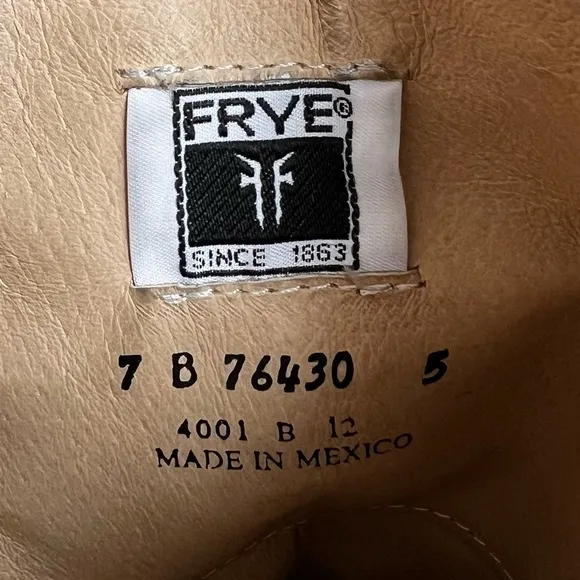 FRYE®
SINCE 1863
7 B 76430 5
4001 B 12
MADE IN MEXICO